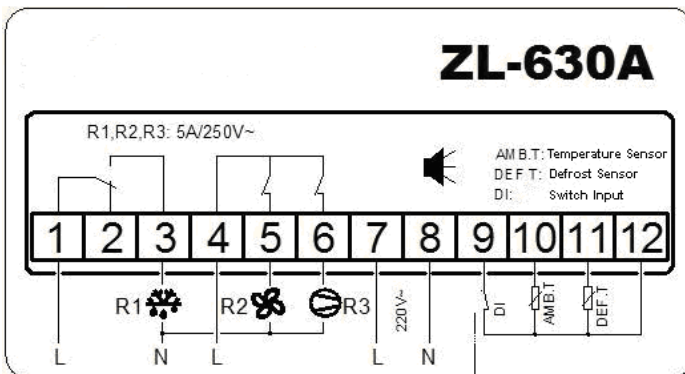 ZL-630A
R1,R2,R3: 5A/250V~
AMB.T: Temperature Sensor
DEF T: Defrost Sensor
DI: Switch Input
1 2 3 4 5 6 7 8 9 10 11 12
R1 R2 R3 220V~ DI AMB.T DEF.T
L N L L N